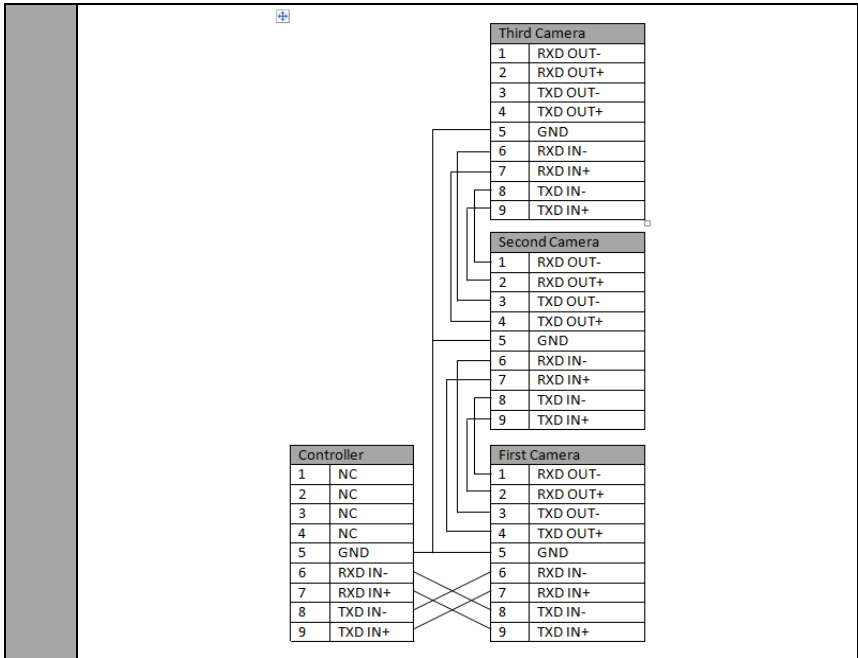 Third Camera
1 RXD OUT-
2 RXD OUT+
3 TXD OUT-
4 TXD OUT+
5 GND
6 RXD IN-
7 RXD IN+
8 TXD IN-
9 TXD IN+
Second Camera
1 RXD OUT-
2 RXD OUT+
3 TXD OUT-
4 TXD OUT+
5 GND
6 RXD IN-
7 RXD IN+
8 TXD IN-
9 TXD IN+
Controller
1 NC
2 NC
3 NC
4 NC
5 GND
6 RXD IN-
7 RXD IN+
8 TXD IN-
9 TXD IN+
First Camera
1 RXD OUT-
2 RXD OUT+
3 TXD OUT-
4 TXD OUT+
5 GND
6 RXD IN-
7 RXD IN+
8 TXD IN-
9 TXD IN+